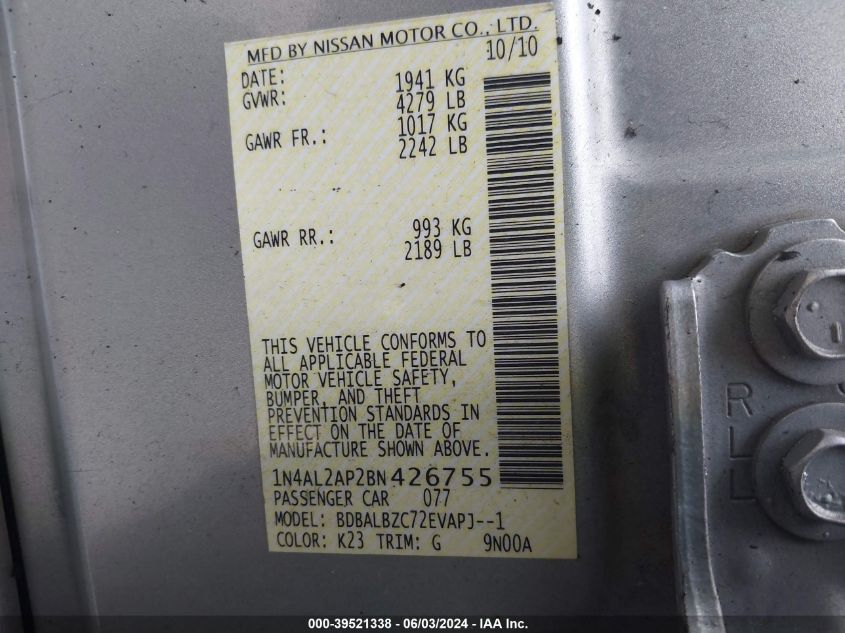 MFD BY NISSAN MOTOR CO., LTD.
DATE: 10/10
GVWR: 1941 KG
4279 LB
GAWR FR.: 1017 KG
2242 LB
GAWR RR.: 993 KG
2189 LB
THIS VEHICLE CONFORMS TO
ALL APPLICABLE FEDERAL
MOTOR VEHICLE SAFETY,
BUMPER, AND THEFT
PREVENTION STANDARDS IN
EFFECT ON THE DATE OF
MANUFACTURE SHOWN ABOVE.
1N4AL2AP2BN426755
PASSENGER CAR 077
MODEL: BDBALBZC72EVAPJ--1
COLOR: K23 TRIM: G 9N00A
RLL
000-39521338 - 06/03/2024 - IAA Inc.